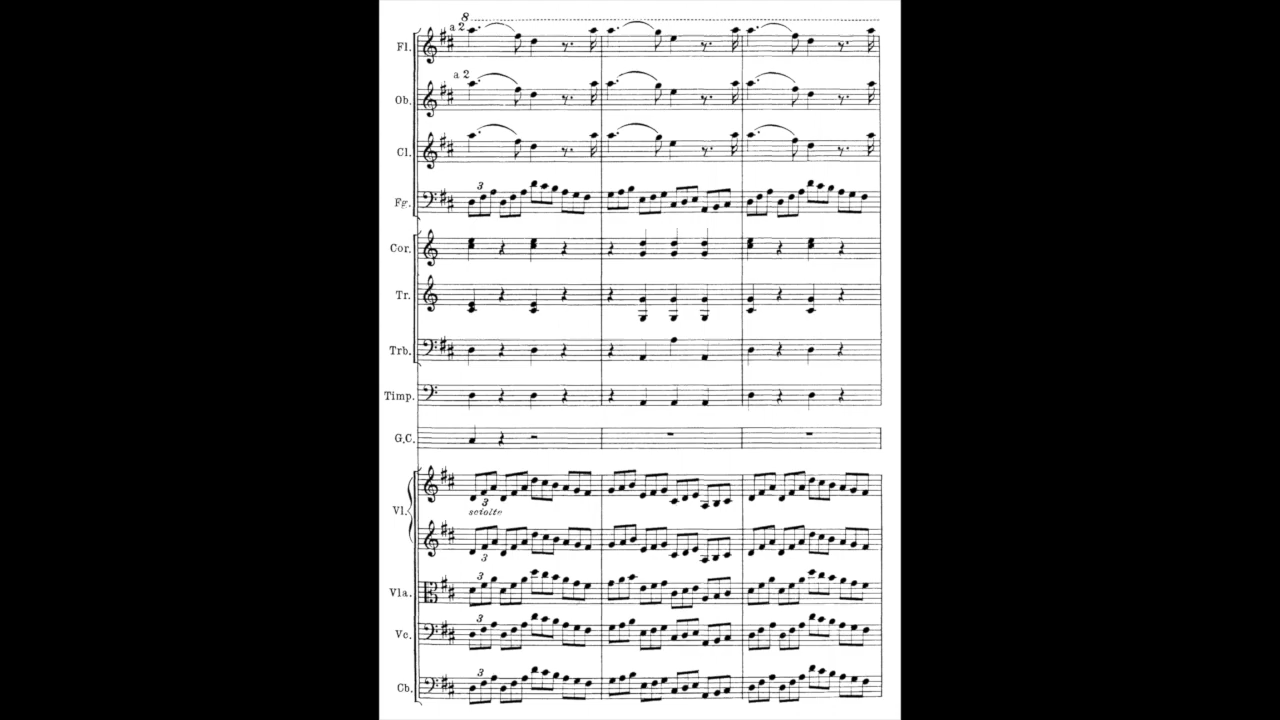 8
a 2
Fl.
a 2
Ob.
Cl.
3
Fg.
Cor.
Tr.
Trb.
Timp.
G.C.
3
sciolte
Vl.
3
3
Vla.
3
Vc.
3
Cb.